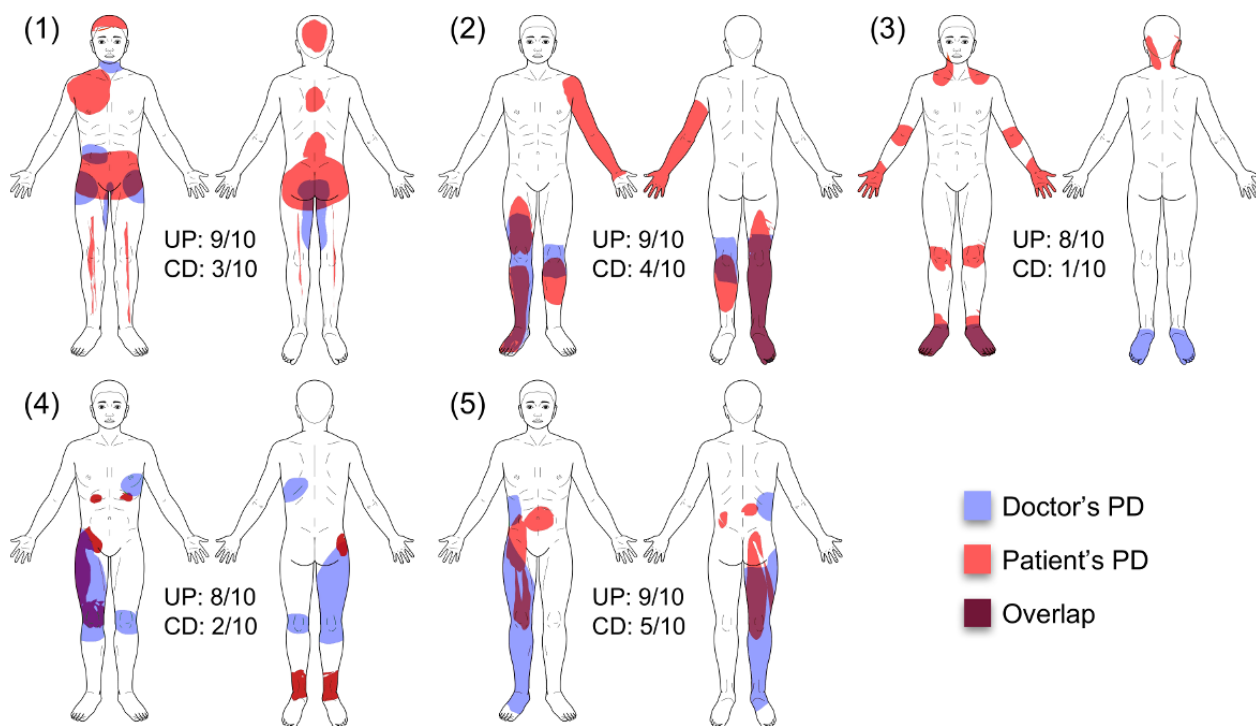 (1)
UP: 9/10
CD: 3/10
(2)
UP: 9/10
CD: 4/10
(3)
UP: 8/10
CD: 1/10
(4)
UP: 8/10
CD: 2/10
(5)
UP: 9/10
CD: 5/10
Doctor's PD
Patient's PD
Overlap